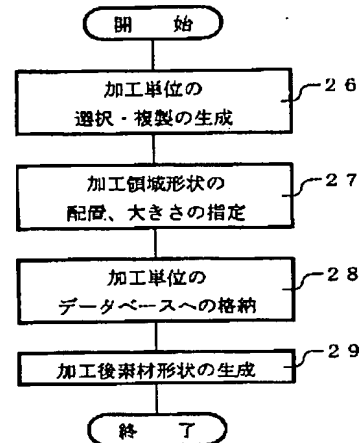 開 始
加工単位の
選択・複製の生成
26
加工領域形状の
配置、大きさの指定
27
加工単位の
データベースへの格納
28
加工後素材形状の生成
29
終 了